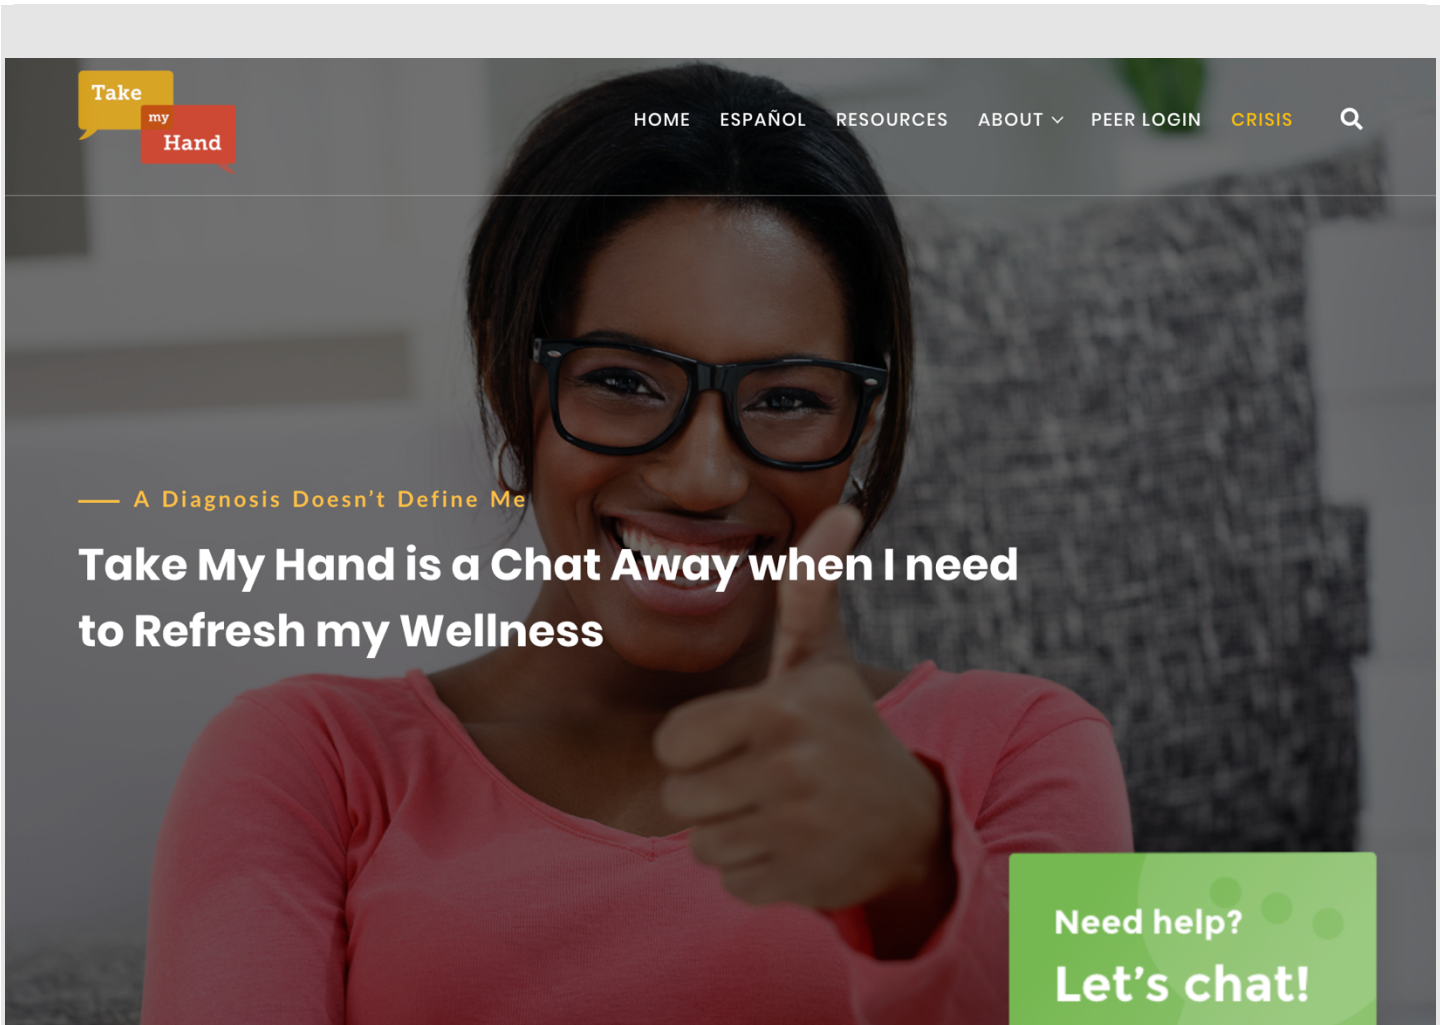 Take
my
Hand
HOME ESPAÑOL RESOURCES ABOUT PEER LOGIN CRISIS
A Diagnosis Doesn't Define Me
Take My Hand is a Chat Away when I need
to Refresh my Wellness
Need help?
Let's chat!